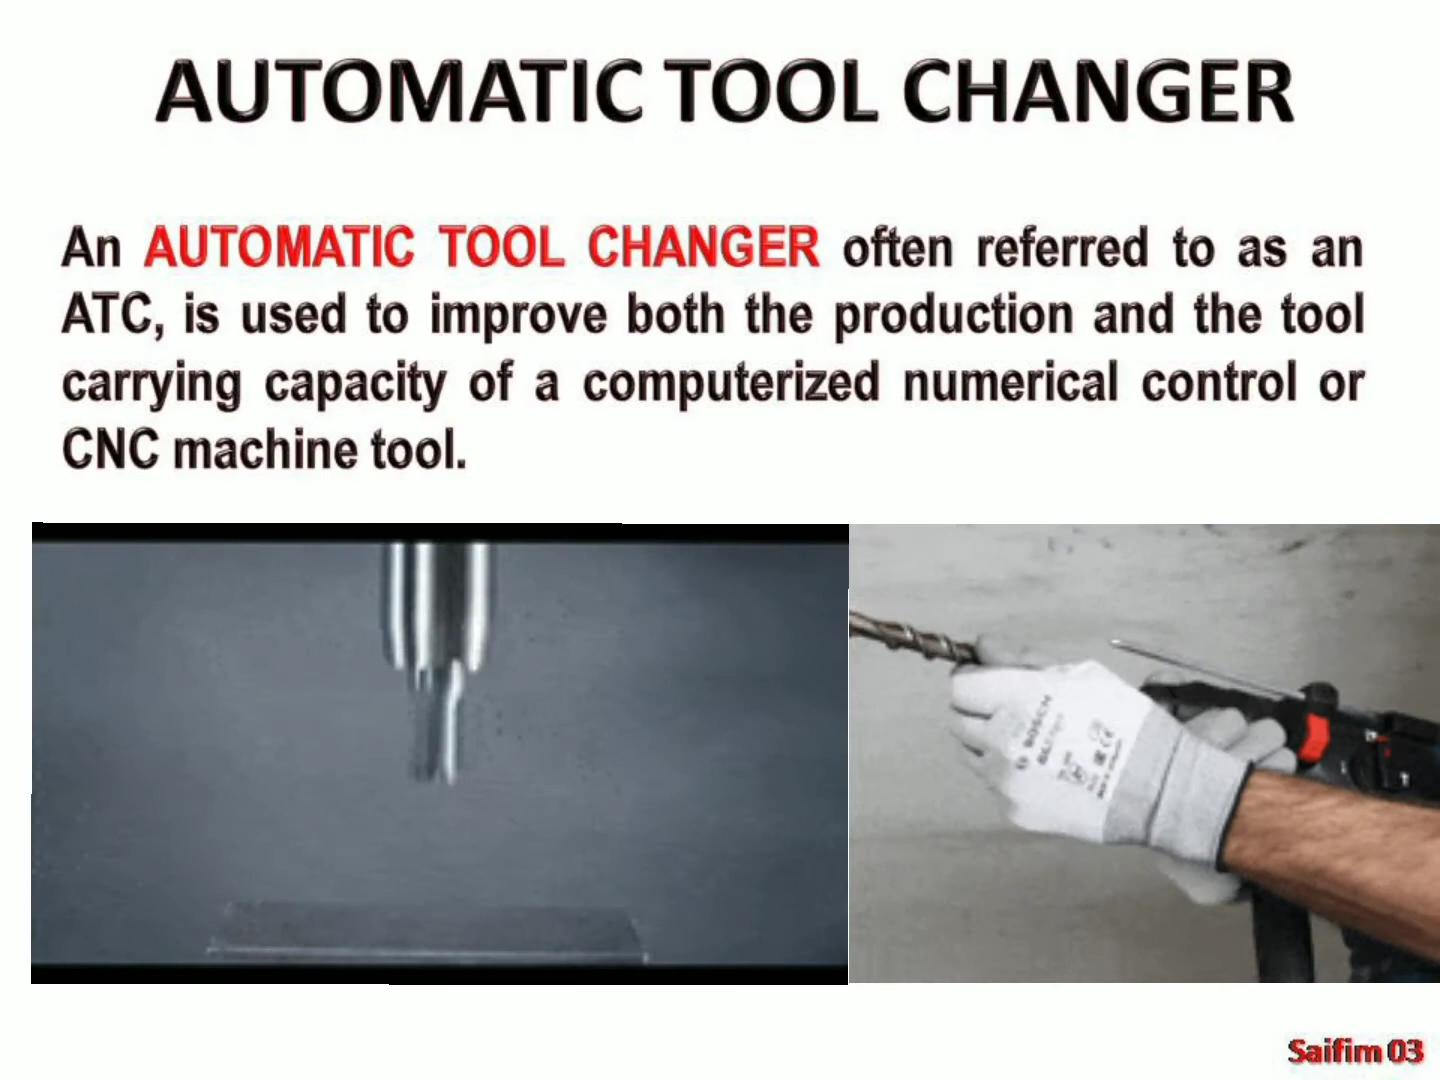 AUTOMATIC TOOL CHANGER
An AUTOMATIC TOOL CHANGER often referred to as an
ATC, is used to improve both the production and the tool
carrying capacity of a computerized numerical control or
CNC machine tool.
BOSCH
Saifim 03